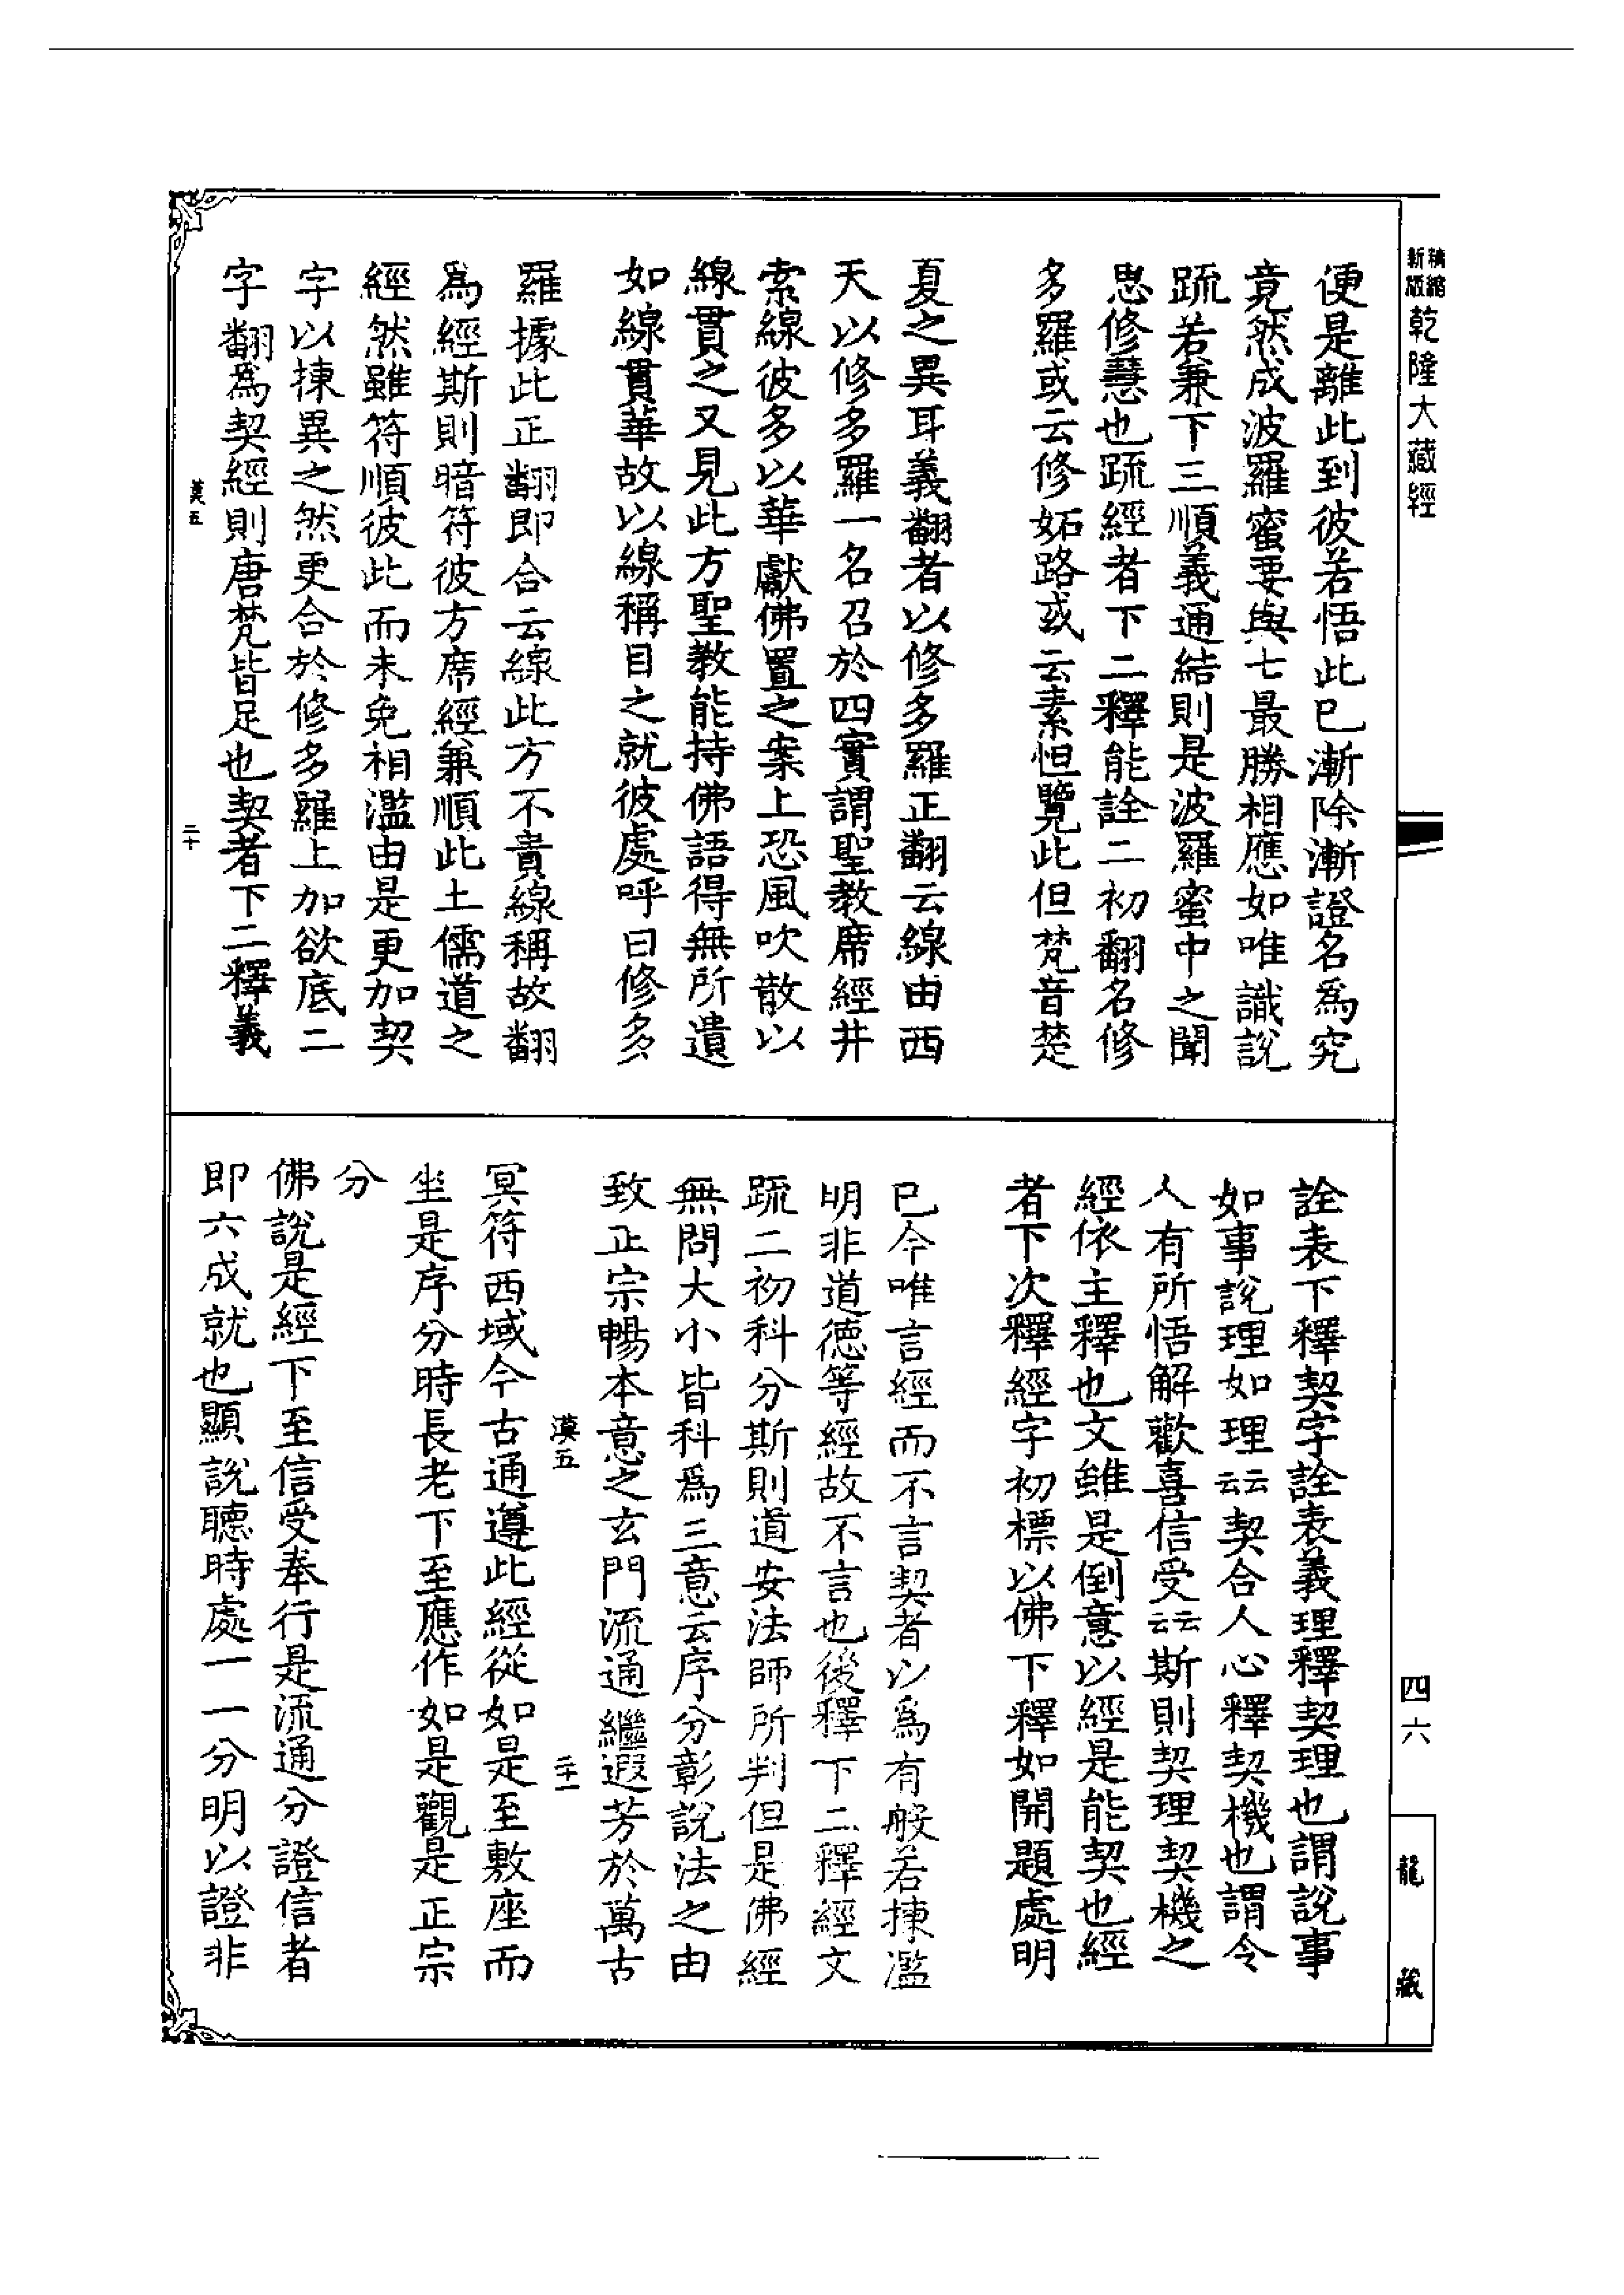 精縮新版乾隆大藏經
便是離此到彼若悟此已漸除漸證名為究
竟然成波羅蜜要與七最勝相應如唯識說
疏若兼下三順義通結則是波羅蜜中之聞
思修慧也疏經者下二釋能詮二初翻名修
多羅或云修妬路或云素怛覽此但梵音楚
夏之異耳義翻者以修多羅正翻云線由西
天以修多羅一名召於四實謂聖教席經井
索線彼多以華獻佛置之案上恐風吹散以
線貫之又見此方聖教能持佛語得無所遺
如線貫華故以線稱目之就彼處呼曰修多
羅據此正翻即合云線此方不貴線稱故翻
為經斯則暗符彼方席經兼順此土儒道之
經然雖符順彼此而未免相濫由是更加契
字以揀異之然更合於修多羅上加欲底二
字翻為契經則唐梵皆足也契者下二釋義
漠五
二十
詮表下釋契字詮表義理釋契理也謂說事
如事說理如理云云契合人心釋契機也謂令
人有所悟解歡喜信受云云斯則契理契機之
經依主釋也文雖是倒意以經是能契也經
者下次釋經字初標以佛下釋如開題處明
已今唯言經而不言契者以為有般若揀濫
明非道德等經故不言也後釋下二釋經文
疏二初科分斯則道安法師所判但是佛經
無問大小皆科為三意云序分彰說法之由
致正宗暢本意之玄門流通繼遐芳於萬古
漠五
二十一
冥符西域今古通遵此經從如是至敷座而
坐是序分時長老下至應作如是觀是正宗
分
佛說是經下至信受奉行是流通分證信者
即六成就也顯說聽時處一一分明以證非
四六
龍藏